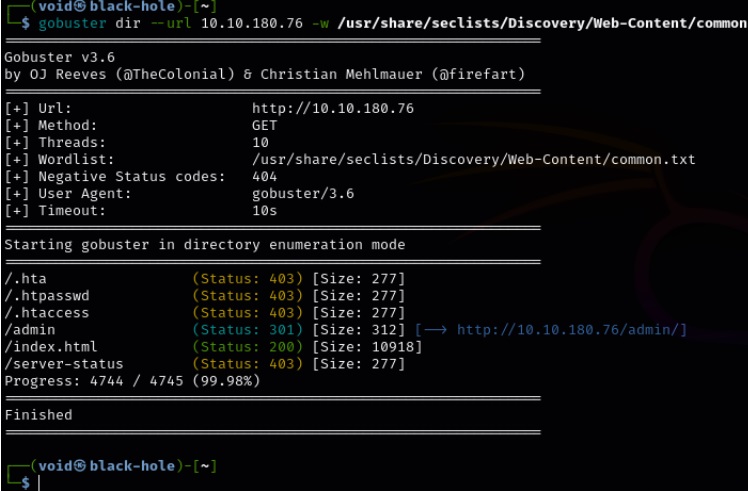 ┌──(void㉿black-hole)-[~]
└─$ gobuster dir --url 10.10.180.76 -w /usr/share/seclists/Discovery/Web-Content/common
===============================================================
Gobuster v3.6
by OJ Reeves (@TheColonial) & Christian Mehlmauer (@firefart)
===============================================================
[+] Url:                     http://10.10.180.76
[+] Method:                  GET
[+] Threads:                 10
[+] Wordlist:                /usr/share/seclists/Discovery/Web-Content/common.txt
[+] Negative Status codes:   404
[+] User Agent:              gobuster/3.6
[+] Timeout:                 10s
===============================================================
Starting gobuster in directory enumeration mode
===============================================================
/.hta                 (Status: 403) [Size: 277]
/.htpasswd            (Status: 403) [Size: 277]
/.htaccess            (Status: 403) [Size: 277]
/admin                (Status: 301) [Size: 312] [--> http://10.10.180.76/admin/]
/index.html           (Status: 200) [Size: 10918]
/server-status        (Status: 403) [Size: 277]
Progress: 4744 / 4745 (99.98%)
===============================================================
Finished
===============================================================
┌──(void㉿black-hole)-[~]
└─$